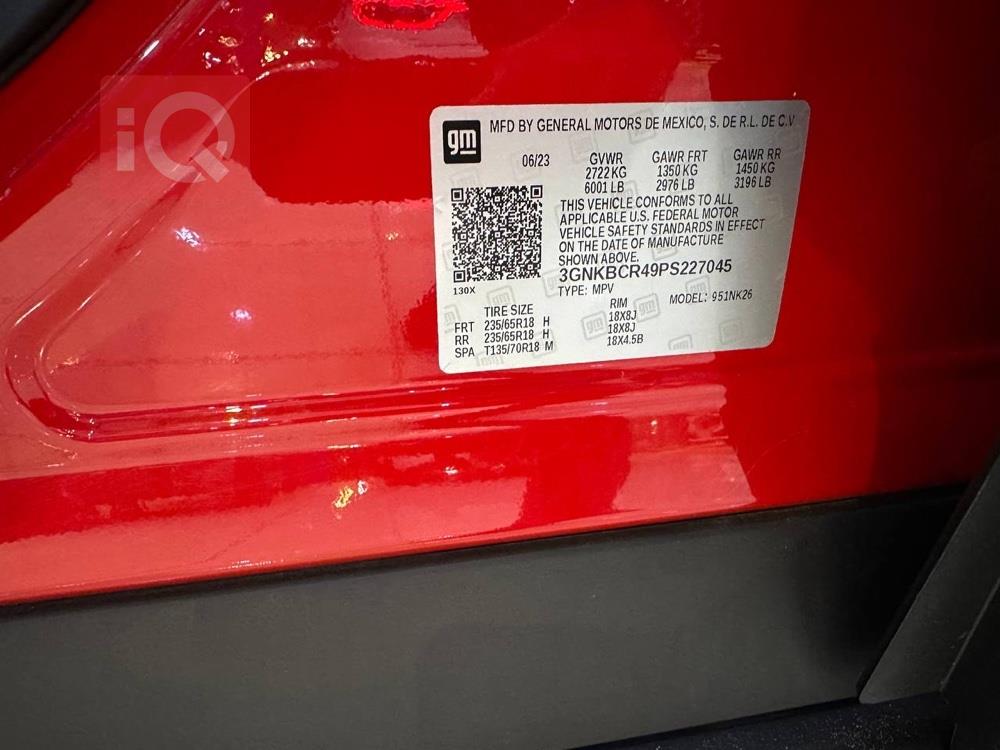 iQ
gm
MFD BY GENERAL MOTORS DE MEXICO, S. DE R.L. DE C.V
06/23 GVWR GAWR FRT GAWR RR
2722 KG 1350 KG 1450 KG
6001 LB 2976 LB 3196 LB
THIS VEHICLE CONFORMS TO ALL
APPLICABLE U.S. FEDERAL MOTOR
VEHICLE SAFETY STANDARDS IN EFFECT
ON THE DATE OF MANUFACTURE
SHOWN ABOVE.
3GNKBCR49PS227045
130X
TYPE: MPV MODEL: 951NK26
TIRE SIZE RIM
FRT 235/65R18 H 18X8J
RR 235/65R18 H 18X8J
SPA T135/70R18 M 18X4.5B